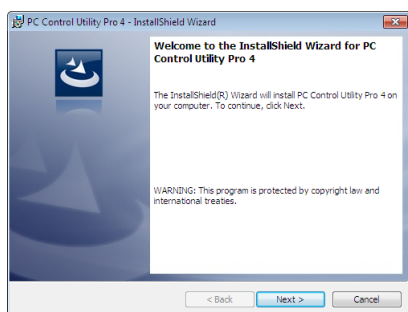 PC Control Utility Pro 4 - InstallShield Wizard
Welcome to the InstallShield Wizard for PC
Control Utility Pro 4
The InstallShield(R) Wizard will install PC Control Utility Pro 4 on
your computer. To continue, click Next.
WARNING: This program is protected by copyright law and
international treaties.
< Back
Next >
Cancel